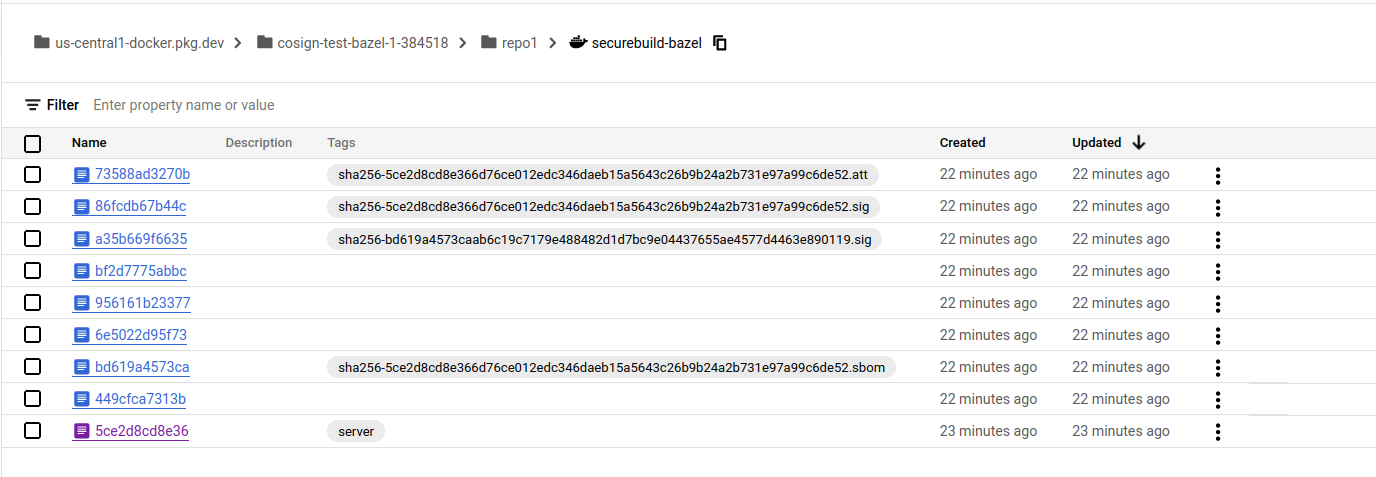 us-central1-docker.pkg.dev > cosign-test-bazel-1-384518 > repo1 > securebuild-bazel
Filter Enter property name or value
Name Description Tags Created Updated
73588ad3270b sha256-5ce2d8cd8e366d76ce012edc346daeb15a5643c26b9b24a2b731e97a99c6de52.att 22 minutes ago 22 minutes ago
86fcdb67b44c sha256-5ce2d8cd8e366d76ce012edc346daeb15a5643c26b9b24a2b731e97a99c6de52.sig 22 minutes ago 22 minutes ago
a35b669f6635 sha256-bd619a4573caab6c19c7179e488482d1d7bc9e04437655ae4577d4463e890119.sig 22 minutes ago 22 minutes ago
bf2d7775abbc 22 minutes ago 22 minutes ago
956161b23377 22 minutes ago 22 minutes ago
6e5022d95f73 22 minutes ago 22 minutes ago
bd619a4573ca sha256-5ce2d8cd8e366d76ce012edc346daeb15a5643c26b9b24a2b731e97a99c6de52.sbom 22 minutes ago 22 minutes ago
449cfca7313b 22 minutes ago 22 minutes ago
5ce2d8cd8e36 server 23 minutes ago 23 minutes ago